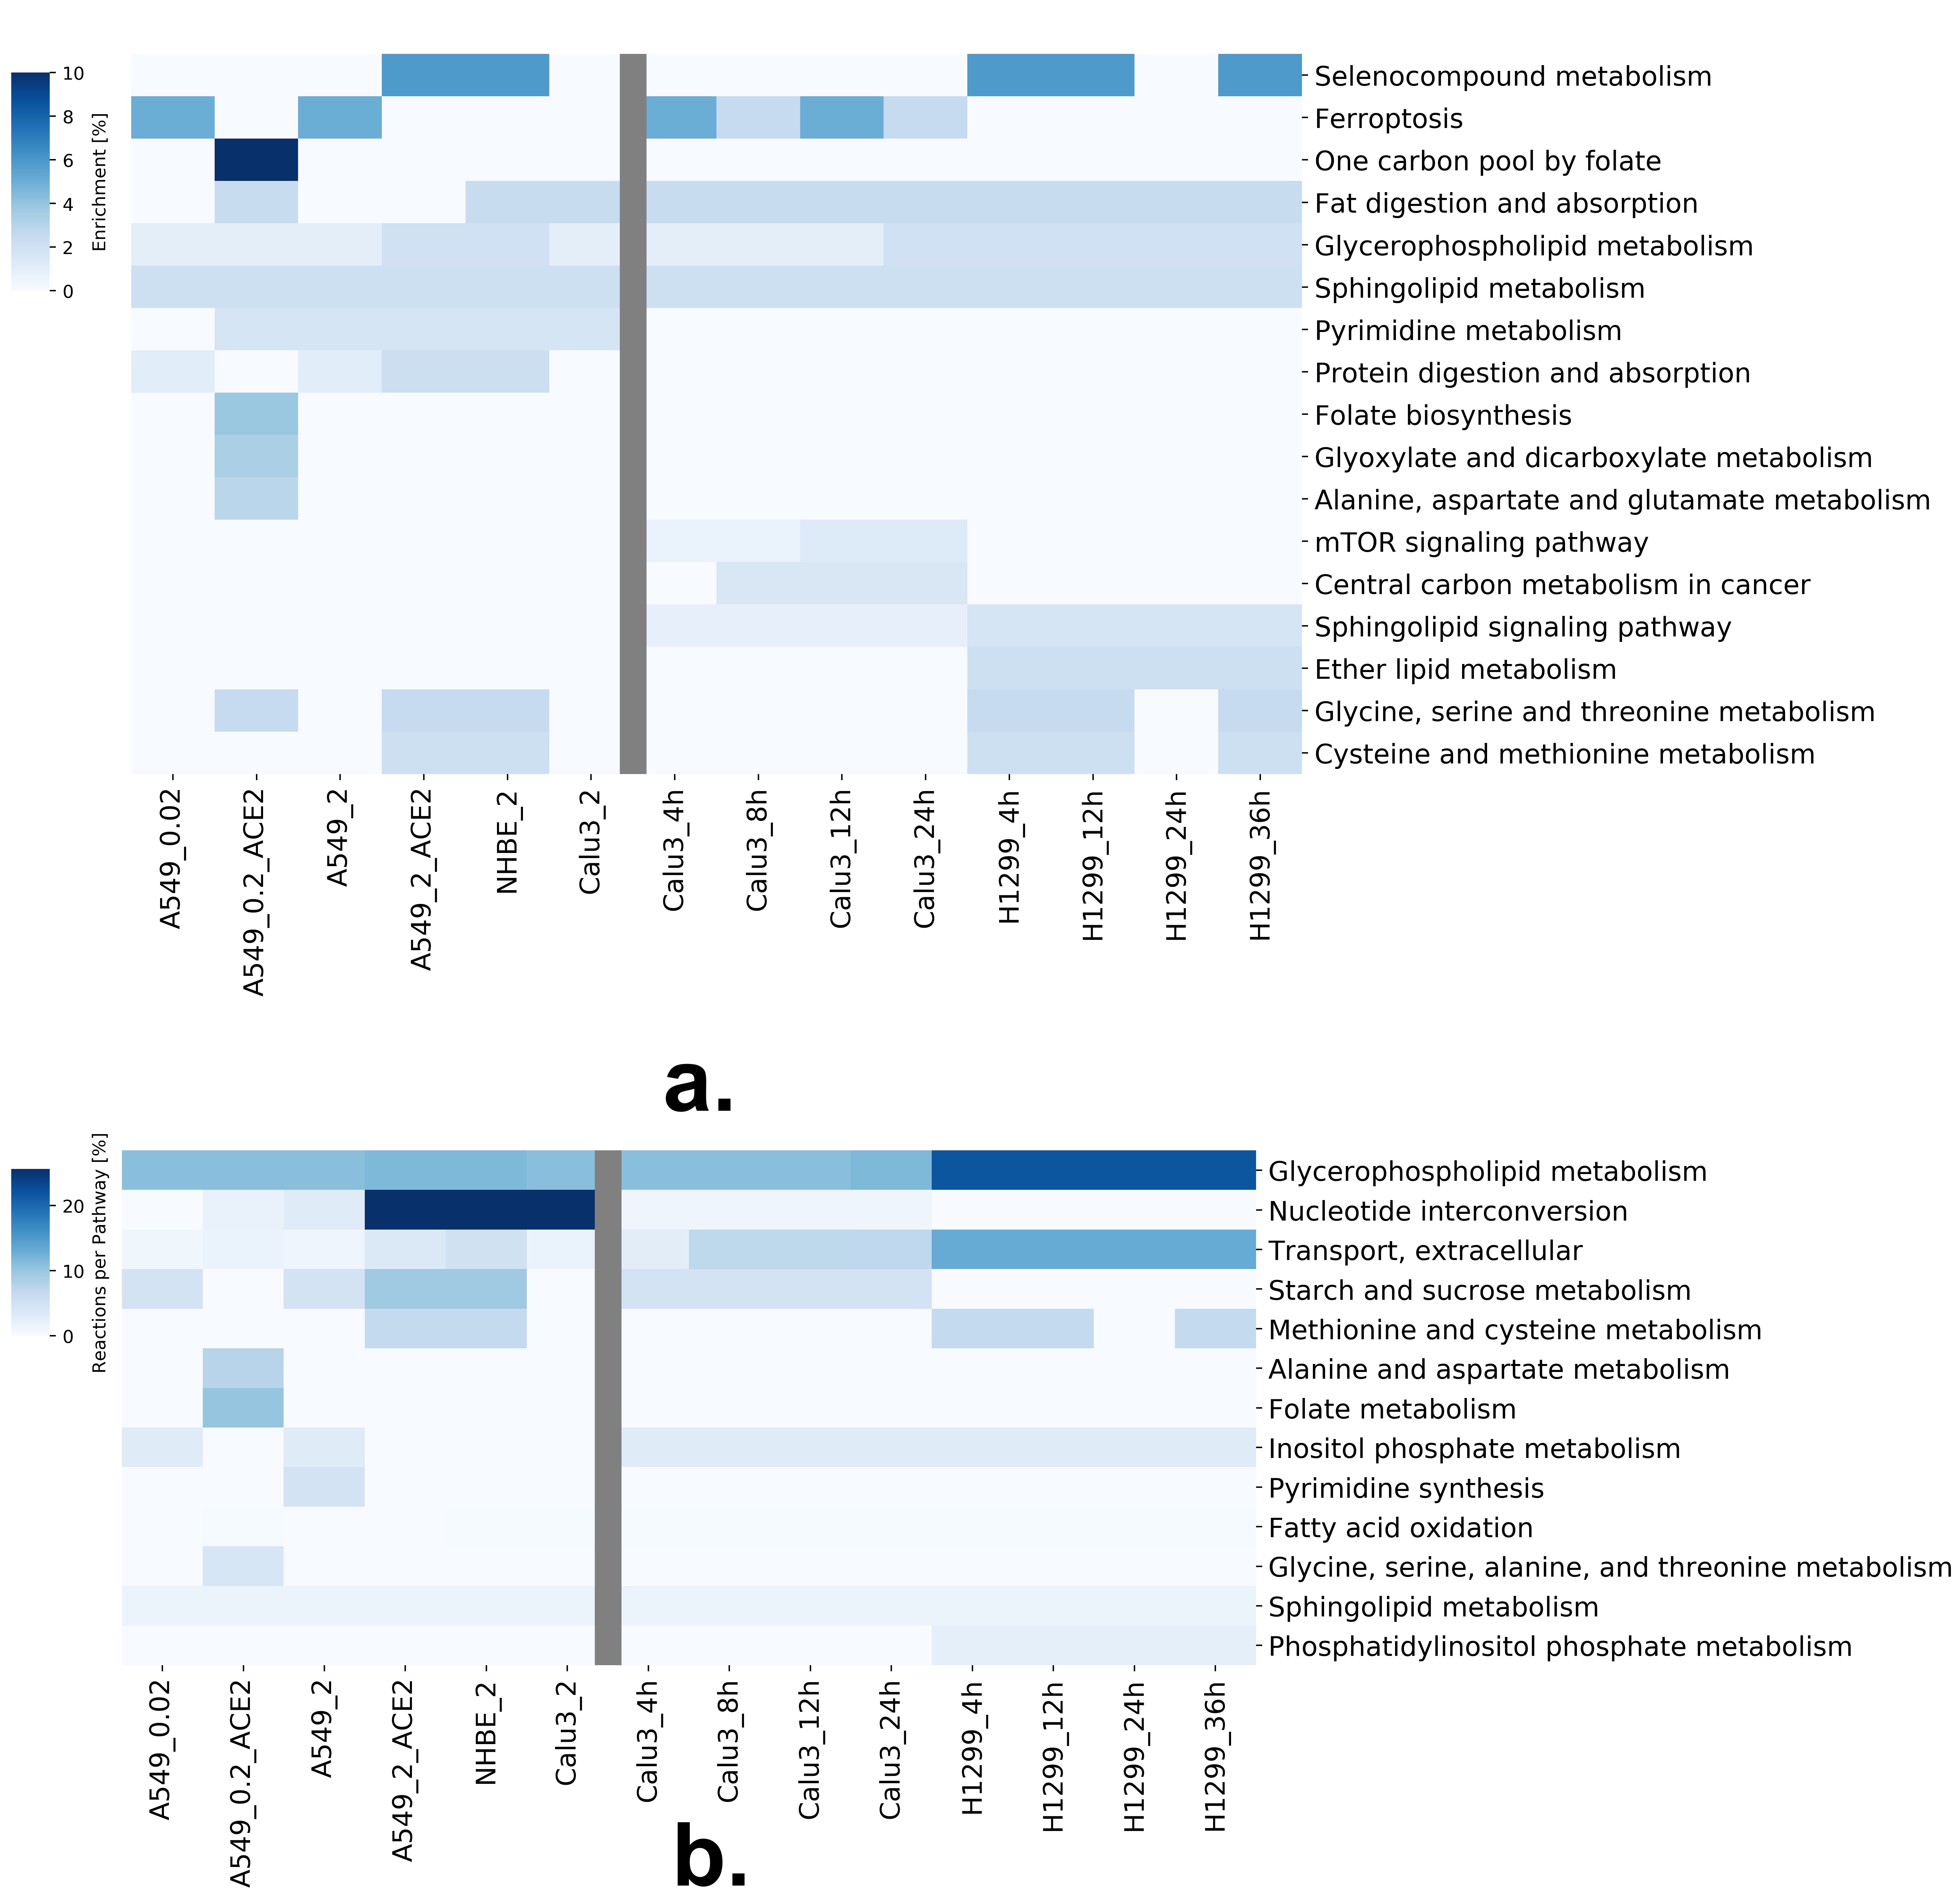 10
8
6
4
2
0
Enrichment [%]
Selenocompound metabolism
Ferroptosis
One carbon pool by folate
Fat digestion and absorption
Glycerophospholipid metabolism
Sphingolipid metabolism
Pyrimidine metabolism
Protein digestion and absorption
Folate biosynthesis
Glyoxylate and dicarboxylate metabolism
Alanine, aspartate and glutamate metabolism
mTOR signaling pathway
Central carbon metabolism in cancer
Sphingolipid signaling pathway
Ether lipid metabolism
Glycine, serine and threonine metabolism
Cysteine and methionine metabolism
A549_0.02
A549_0.2_ACE2
A549_2
A549_2_ACE2
NHBE_2
Calu3_2
Calu3_4h
Calu3_8h
Calu3_12h
Calu3_24h
H1299_4h
H1299_12h
H1299_24h
H1299_36h
a.
20
10
0
Reactions per Pathway [%]
Glycerophospholipid metabolism
Nucleotide interconversion
Transport, extracellular
Starch and sucrose metabolism
Methionine and cysteine metabolism
Alanine and aspartate metabolism
Folate metabolism
Inositol phosphate metabolism
Pyrimidine synthesis
Fatty acid oxidation
Glycine, serine, alanine, and threonine metabolism
Sphingolipid metabolism
Phosphatidylinositol phosphate metabolism
A549_0.02
A549_0.2_ACE2
A549_2
A549_2_ACE2
NHBE_2
Calu3_2
Calu3_4h
Calu3_8h
Calu3_12h
Calu3_24h
H1299_4h
H1299_12h
H1299_24h
H1299_36h
b.